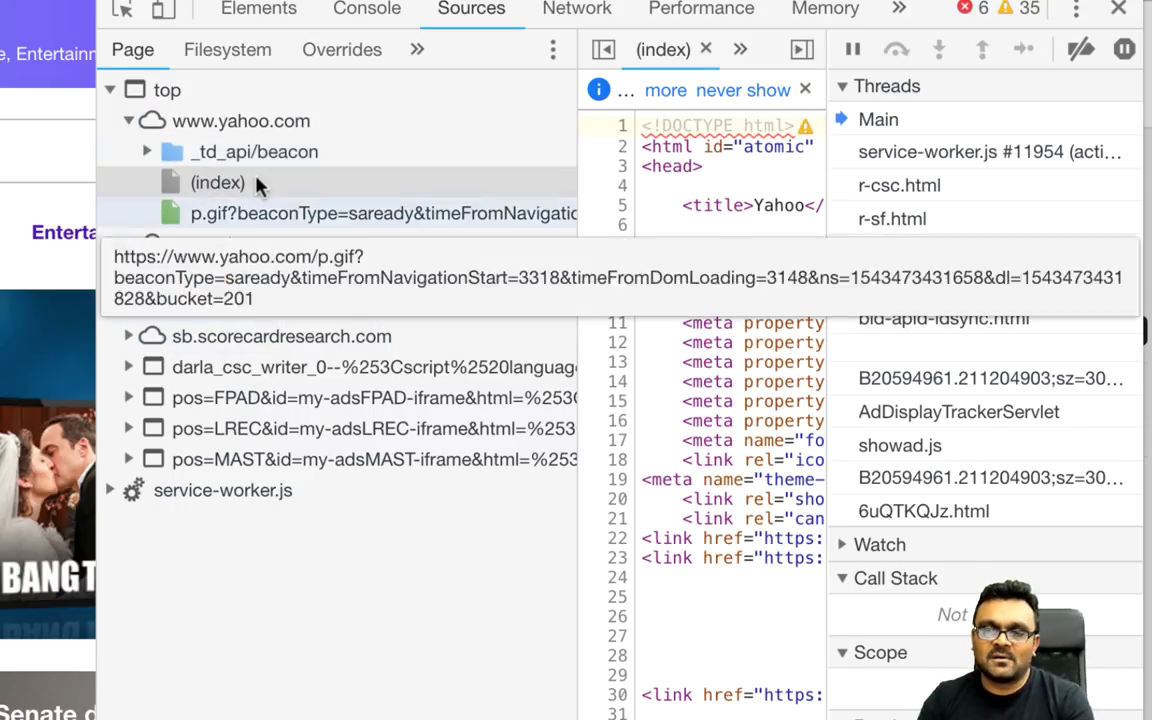 Elements
Console
Sources
Network
Performance
Memory
»
6
35
Page
Filesystem
Overrides
»
(index)
»
top
www.yahoo.com
_td_api/beacon
(index)
p.gif?beaconType=saready&timeFromNavigatio
https://www.yahoo.com/p.gif?
beaconType=saready&timeFromNavigationStart=3318&timeFromDomLoading=3148&ns=1543473431658&dl=1543473431
828&bucket=201
sb.scorecardresearch.com
darla_csc_writer_0--%253Cscript%2520language
pos=FPAD&id=my-adsFPAD-iframe&html=%253C
pos=LREC&id=my-adsLREC-iframe&html=%253
pos=MAST&id=my-adsMAST-iframe&html=%253
service-worker.js
... more never show
1 <!DOCTYPE html>
2 <html id="atomic"
3 <head>
4
5 <title>Yahoo</
6
11 <meta property
12 <meta property
13 <meta property
14 <meta property
15 <meta property
16 <meta property
17 <meta name="fo
18 <link rel="ico
19 <meta name="theme-
20 <link rel="sho
21 <link rel="can
22 <link href="https:
23 <link href="https:
24
25
26
27
28
29
30 <link href="https:
31
Threads
Main
service-worker.js #11954 (acti...
r-csc.html
r-sf.html
bid-apid-idsync.html
B20594961.211204903;sz=30...
AdDisplayTrackerServlet
showad.js
B20594961.211204903;sz=30...
6uQTKQJz.html
Watch
Call Stack
Not
Scope
e, Entertainn
Enterta
BANG T
Senate d